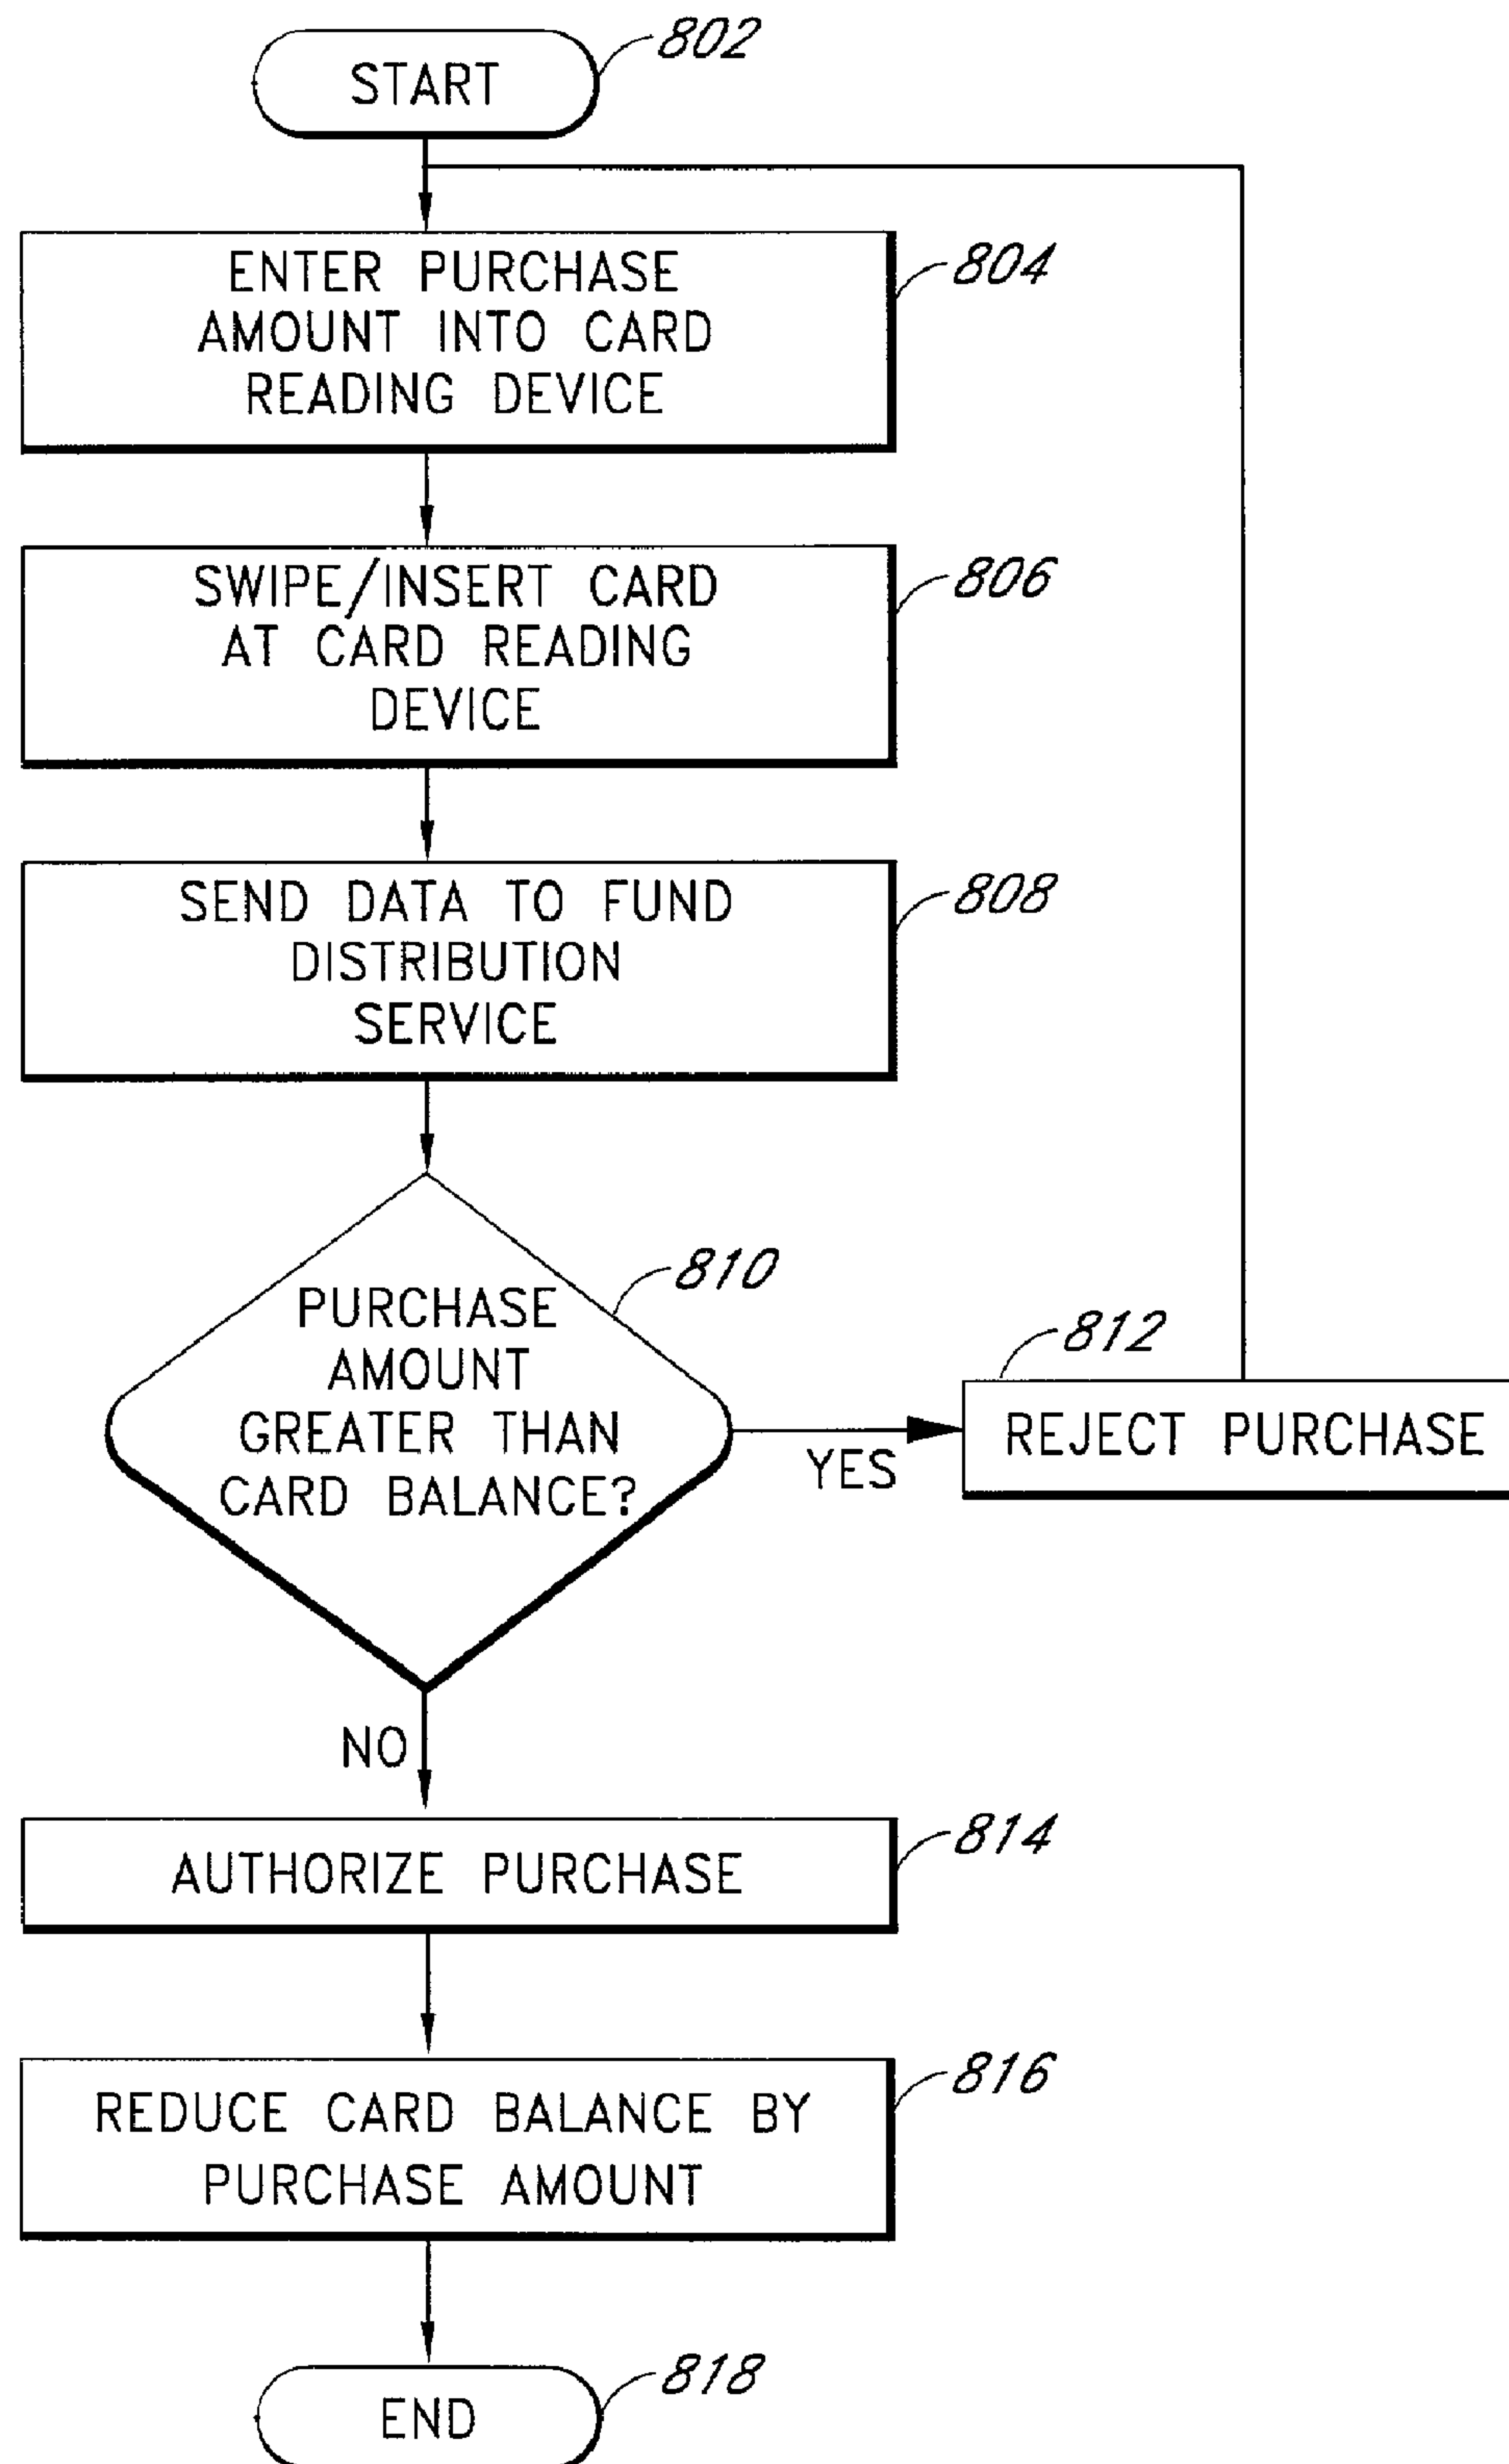 802
START
804
ENTER PURCHASE
AMOUNT INTO CARD
READING DEVICE
806
SWIPE/INSERT CARD
AT CARD READING
DEVICE
808
SEND DATA TO FUND
DISTRIBUTION
SERVICE
810
PURCHASE
AMOUNT
GREATER THAN
CARD BALANCE?
YES
812
REJECT PURCHASE
NO
814
AUTHORIZE PURCHASE
816
REDUCE CARD BALANCE BY
PURCHASE AMOUNT
818
END